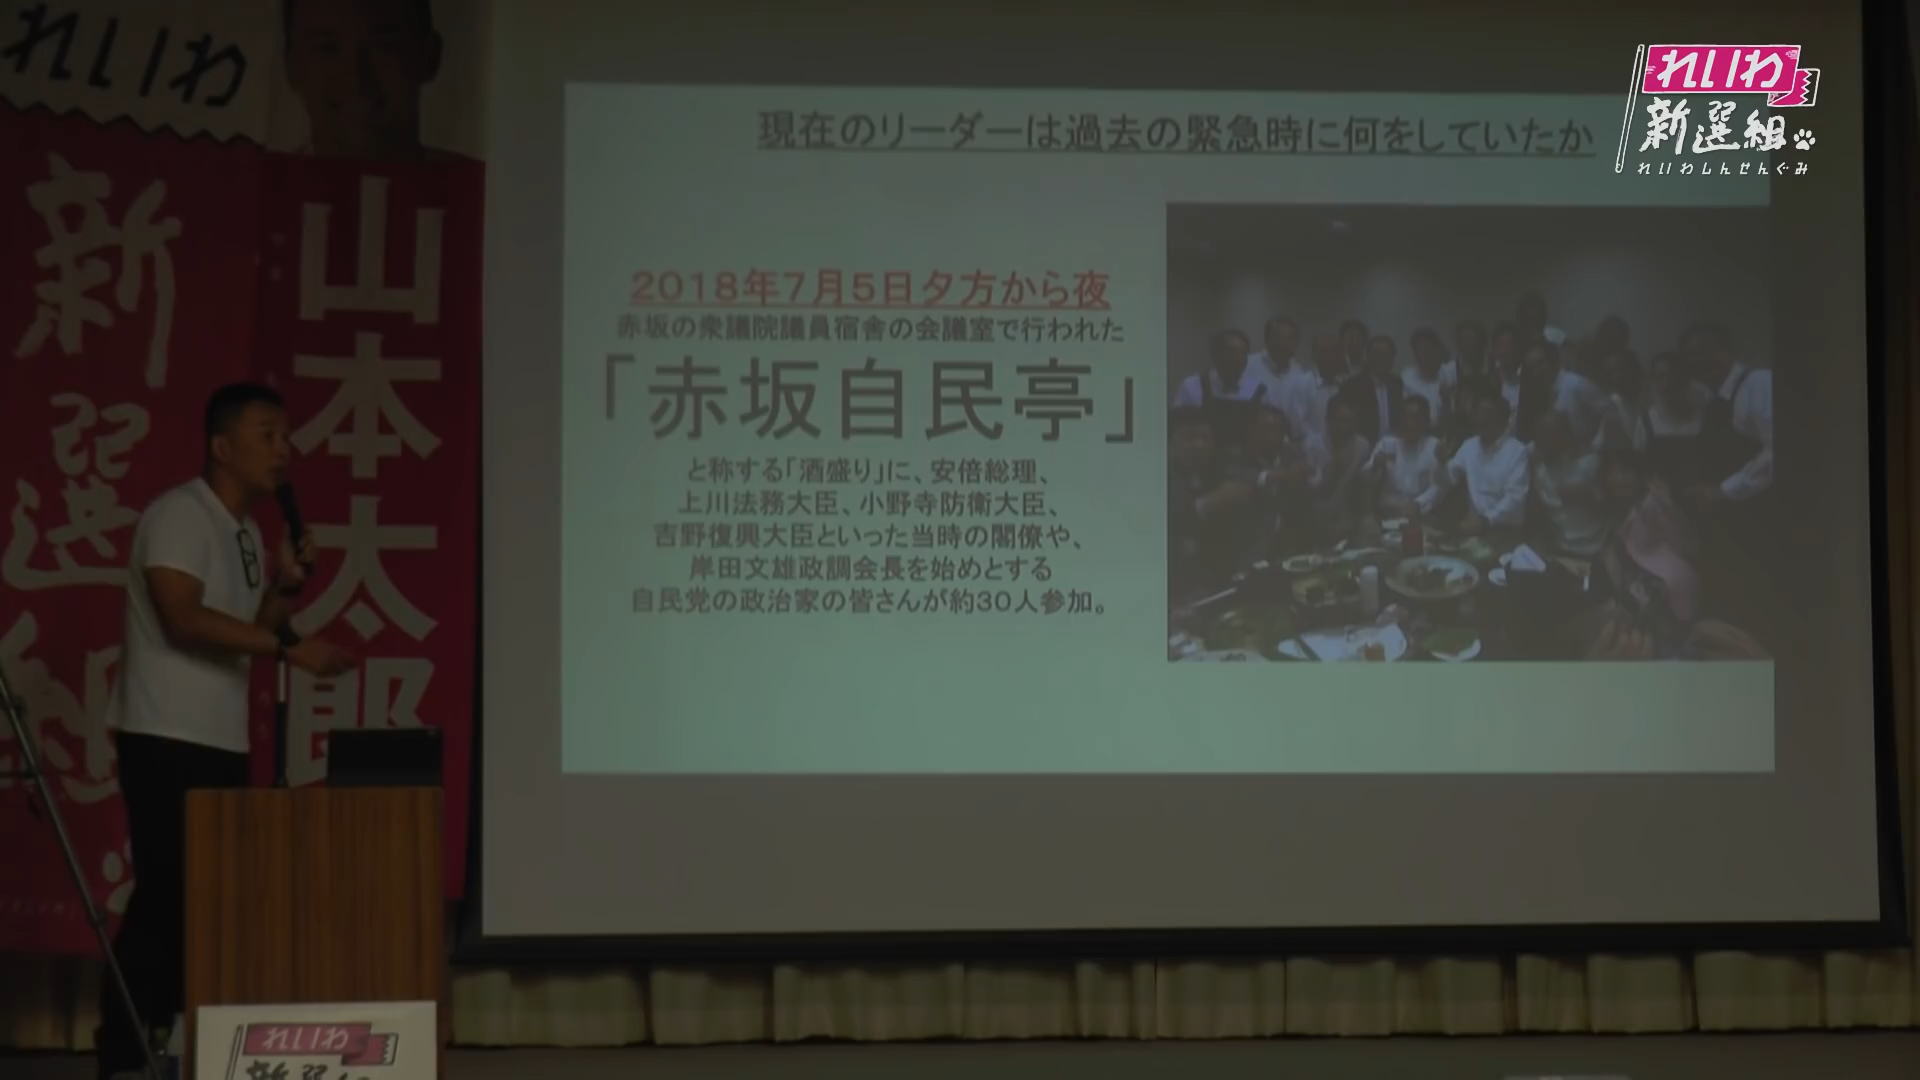 れいわ
新選組
れいわしんせんぐみ
れいわ
新選組
山本太郎
現在のリーダーは過去の緊急時に何をしていたか
2018年7月5日夕方から夜
赤坂の衆議院議員宿舎の会議室で行われた
「赤坂自民亭」
と称する「酒盛り」に、安倍総理、
上川法務大臣、小野寺防衛大臣、
吉野復興大臣といった当時の閣僚や、
岸田文雄政調会長を始めとする
自民党の政治家の皆さんが約30人参加。
れいわ
新選組